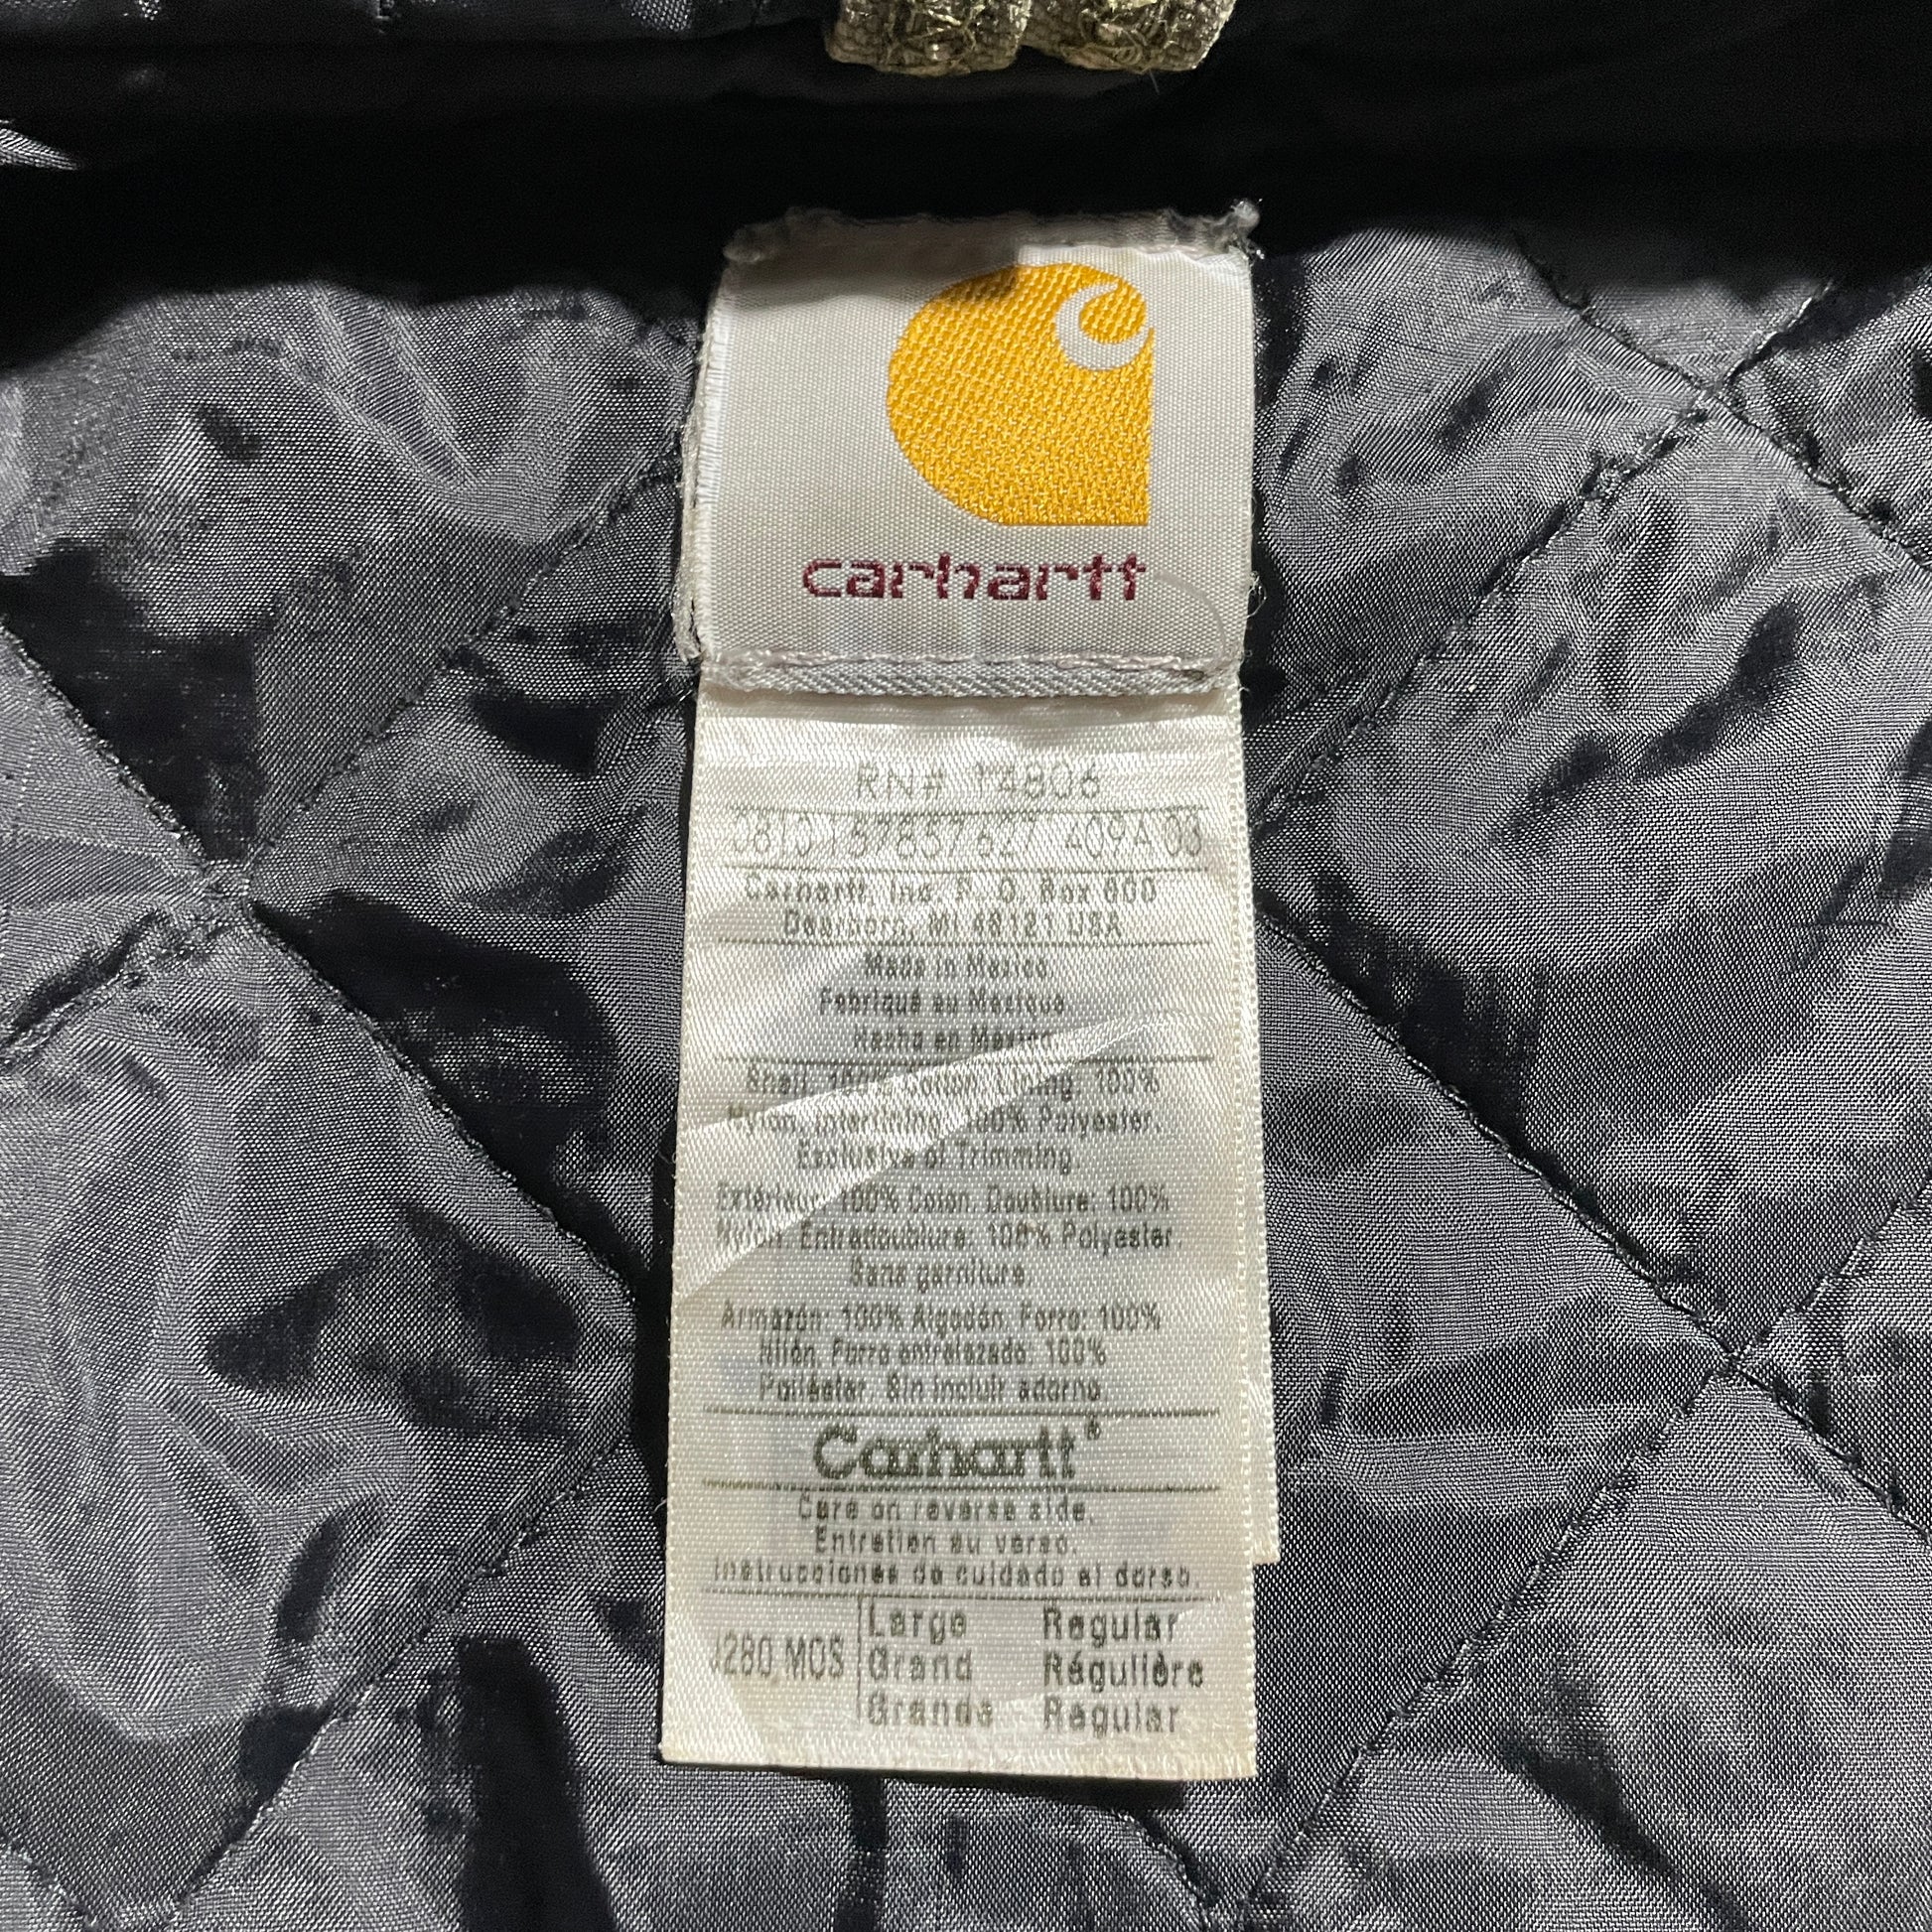 carhartt
RN# 14806
409A 03
Carhartt, Inc. P. O. Box 600
Dearborn, MI 48121 USA
Made in Mexico
Fabriqué au Mexique
Hecho en Mexico
Shell: 100% Cotton. Lining: 100%
Nylon. Interlining: 100% Polyester.
Exclusive of Trimming.
Extérieur: 100% Coton. Doublure: 100%
Nylon. Entredoublure: 100% Polyester.
Sans garniture.
Armazón: 100% Algodón. Forro: 100%
Nilón. Forro entrelazado: 100%
Poliéster. Sin incluir adorno.
Carhartt®
Care on reverse side.
Entretien au verso.
Instrucciones de cuidado al dorso.
J280 MOS
Large Regular
Grand Régulière
Grande Regular